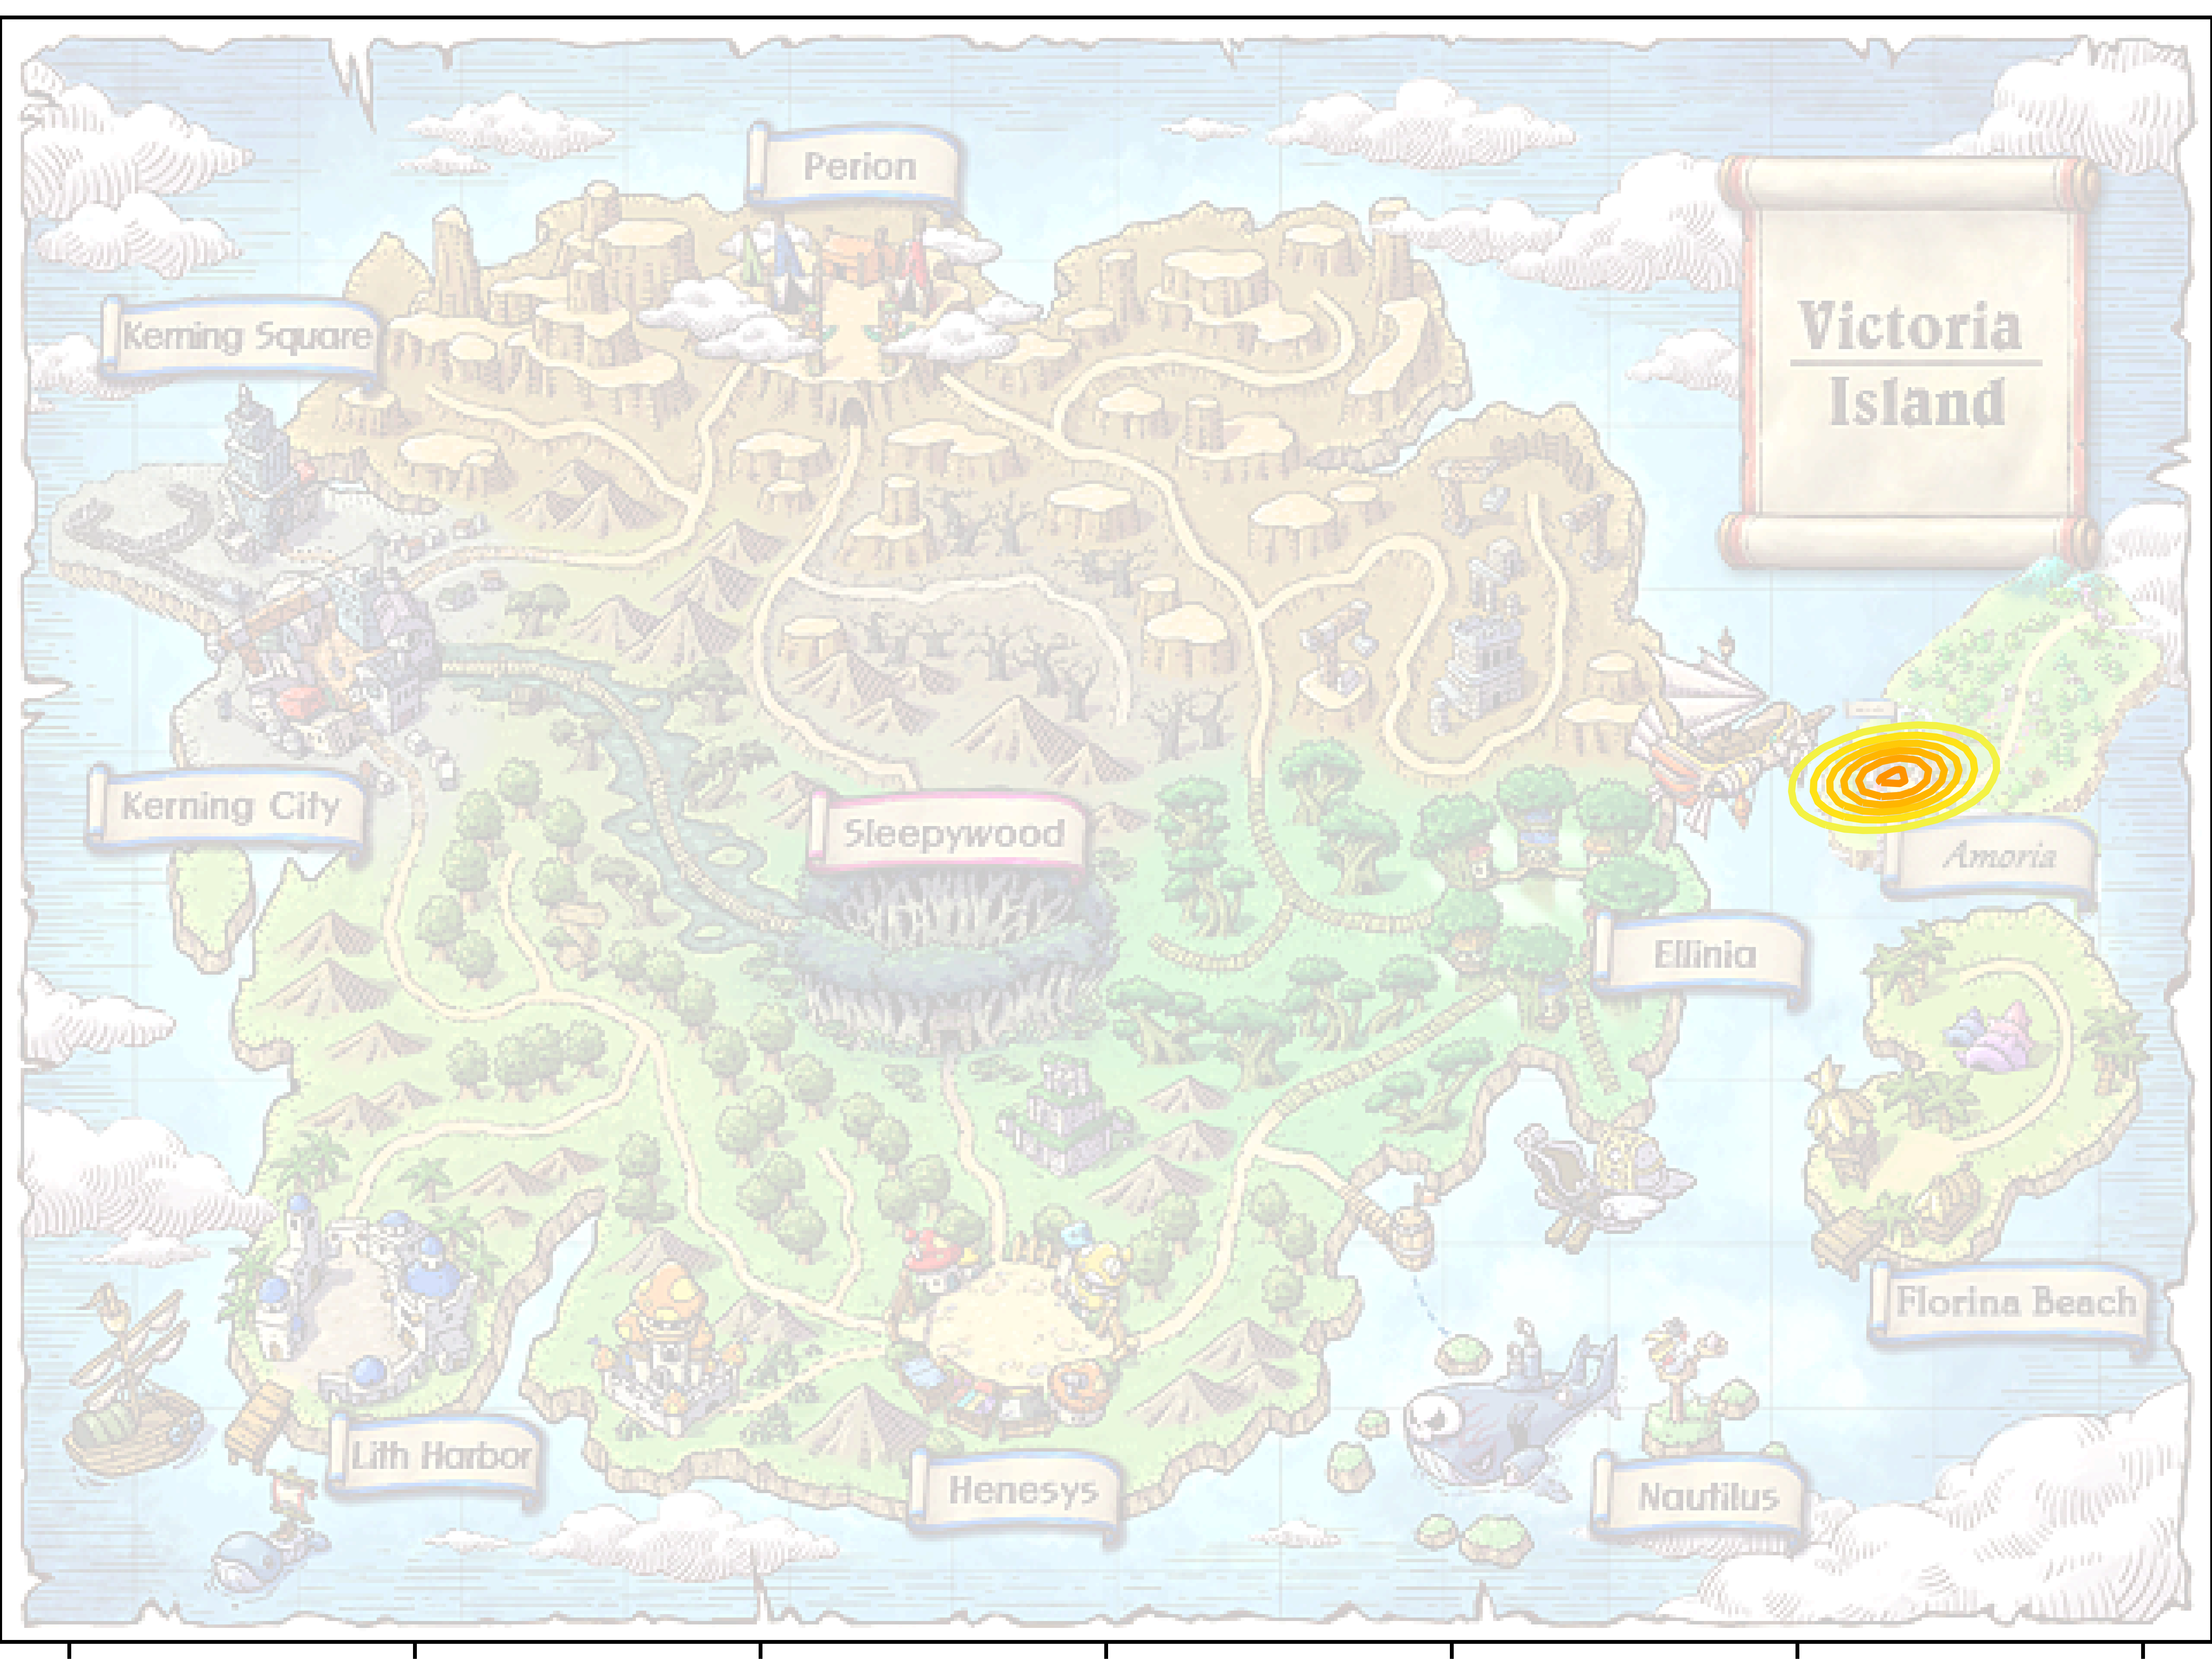 Perion
Kerning Square
Victoria
Island
Kerning City
Sleepywood
Amoria
Ellinia
Florina Beach
Lith Harbor
Henesys
Nautilus